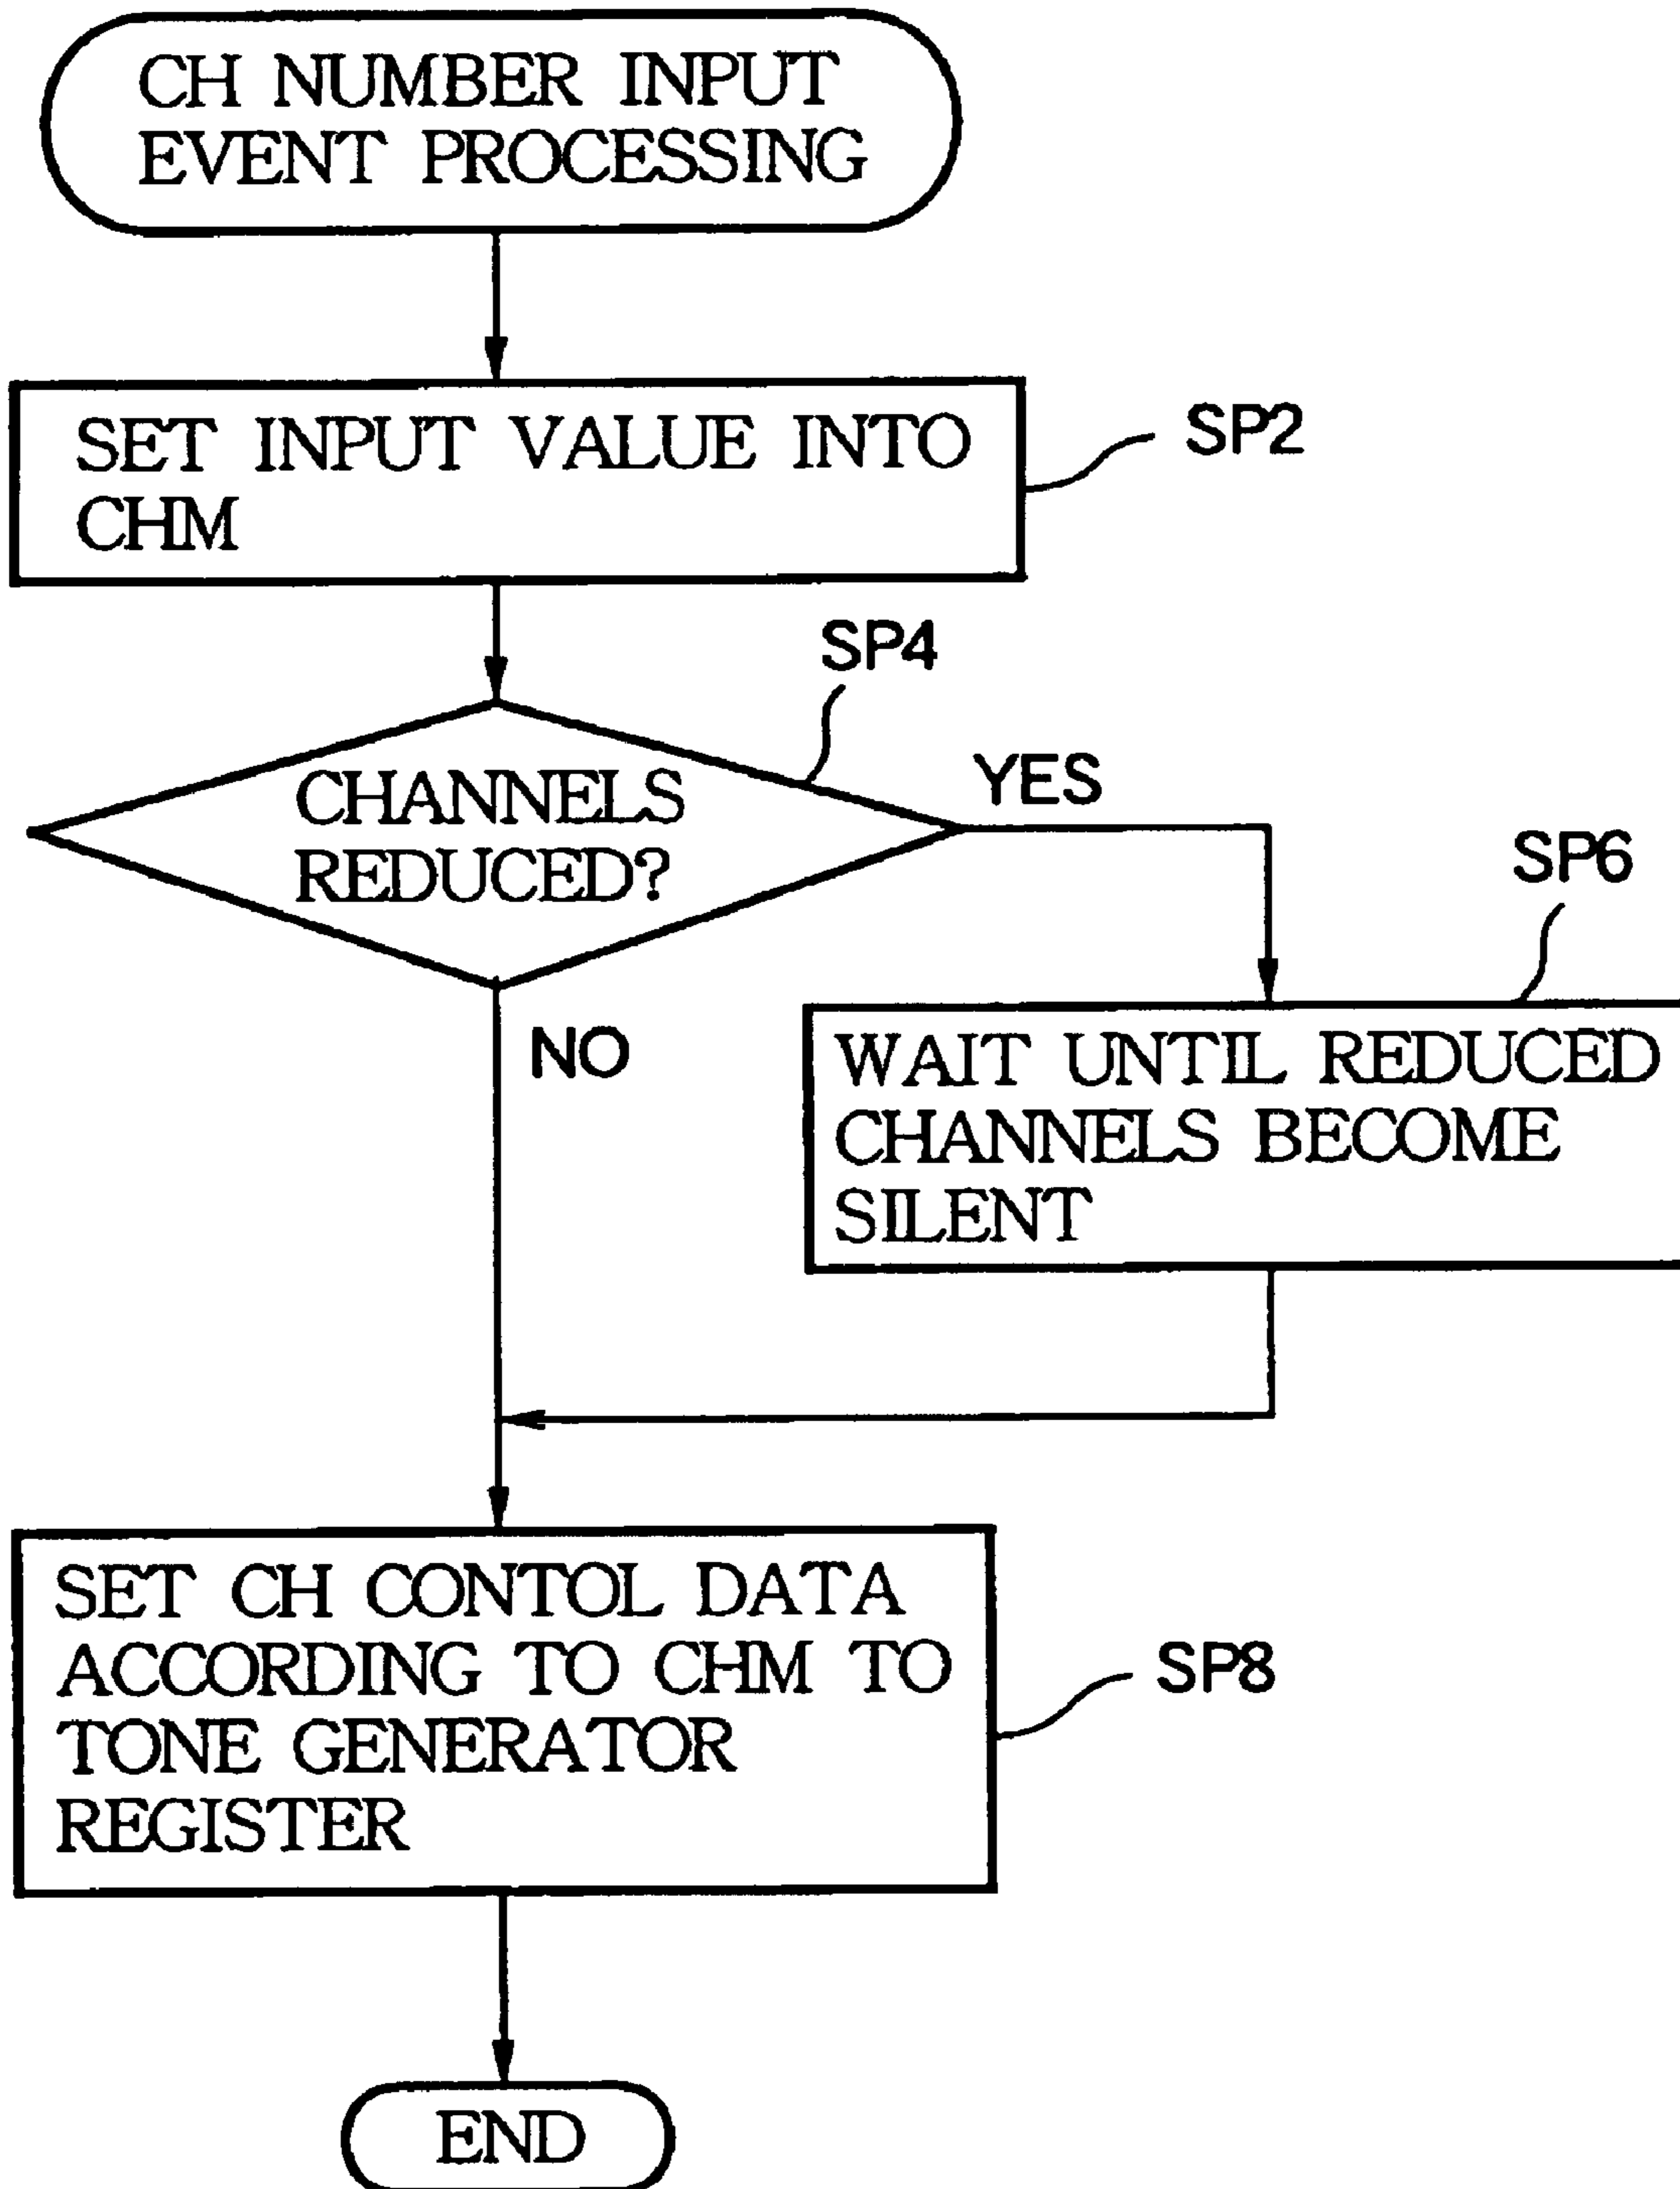 CH NUMBER INPUT
EVENT PROCESSING
SET INPUT VALUE INTO
CHM
SP2
SP4
CHANNELS
REDUCED?
YES
NO
SP6
WAIT UNTIL REDUCED
CHANNELS BECOME
SILENT
SET CH CONTOL DATA
ACCORDING TO CHM TO
TONE GENERATOR
REGISTER
SP8
END